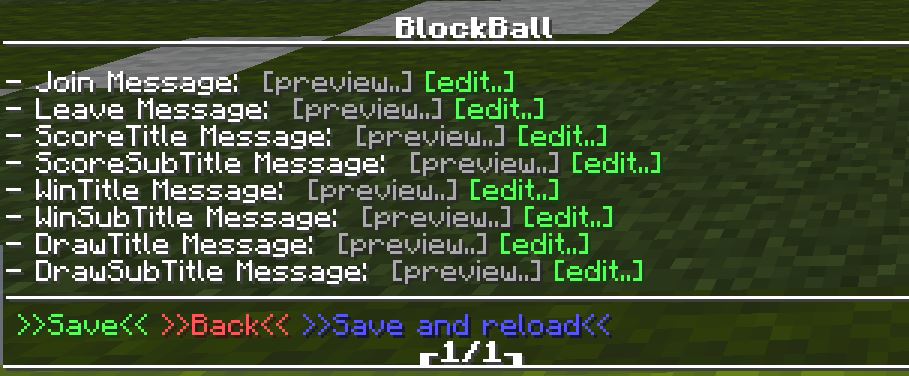 BlockBall
- Join Message: [preview..] [edit..]
- Leave Message: [preview..] [edit..]
- ScoreTitle Message: [preview..] [edit..]
- ScoreSubTitle Message: [preview..] [edit..]
- WinTitle Message: [preview..] [edit..]
- WinSubTitle Message: [preview..] [edit..]
- DrawTitle Message: [preview..] [edit..]
- DrawSubTitle Message: [preview..] [edit..]
>>Save<< >>Back<< >>Save and reload<<
┌1/1┐